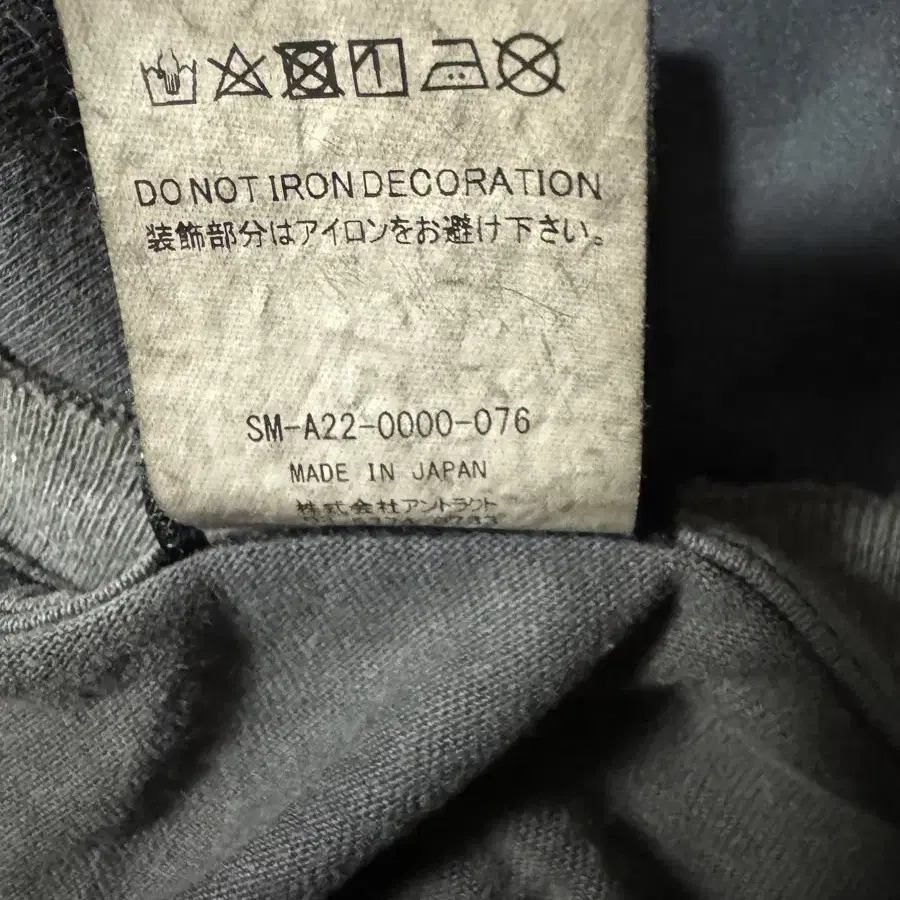 DO NOT IRON DECORATION
装飾部分はアイロンをお避け下さい。
SM-A22-0000-076
MADE IN JAPAN
株式会社アントラクト